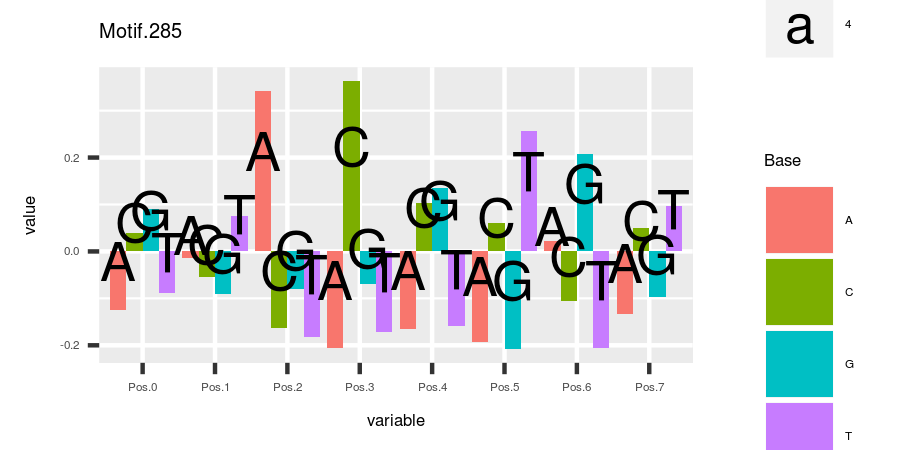 Motif.285
a
4
value
0.2
0.0
-0.2
A C G T A C G T A C G T A C G T A C G T A C G T A C G T A C G T
Pos.0 Pos.1 Pos.2 Pos.3 Pos.4 Pos.5 Pos.6 Pos.7
variable
Base
A
C
G
T